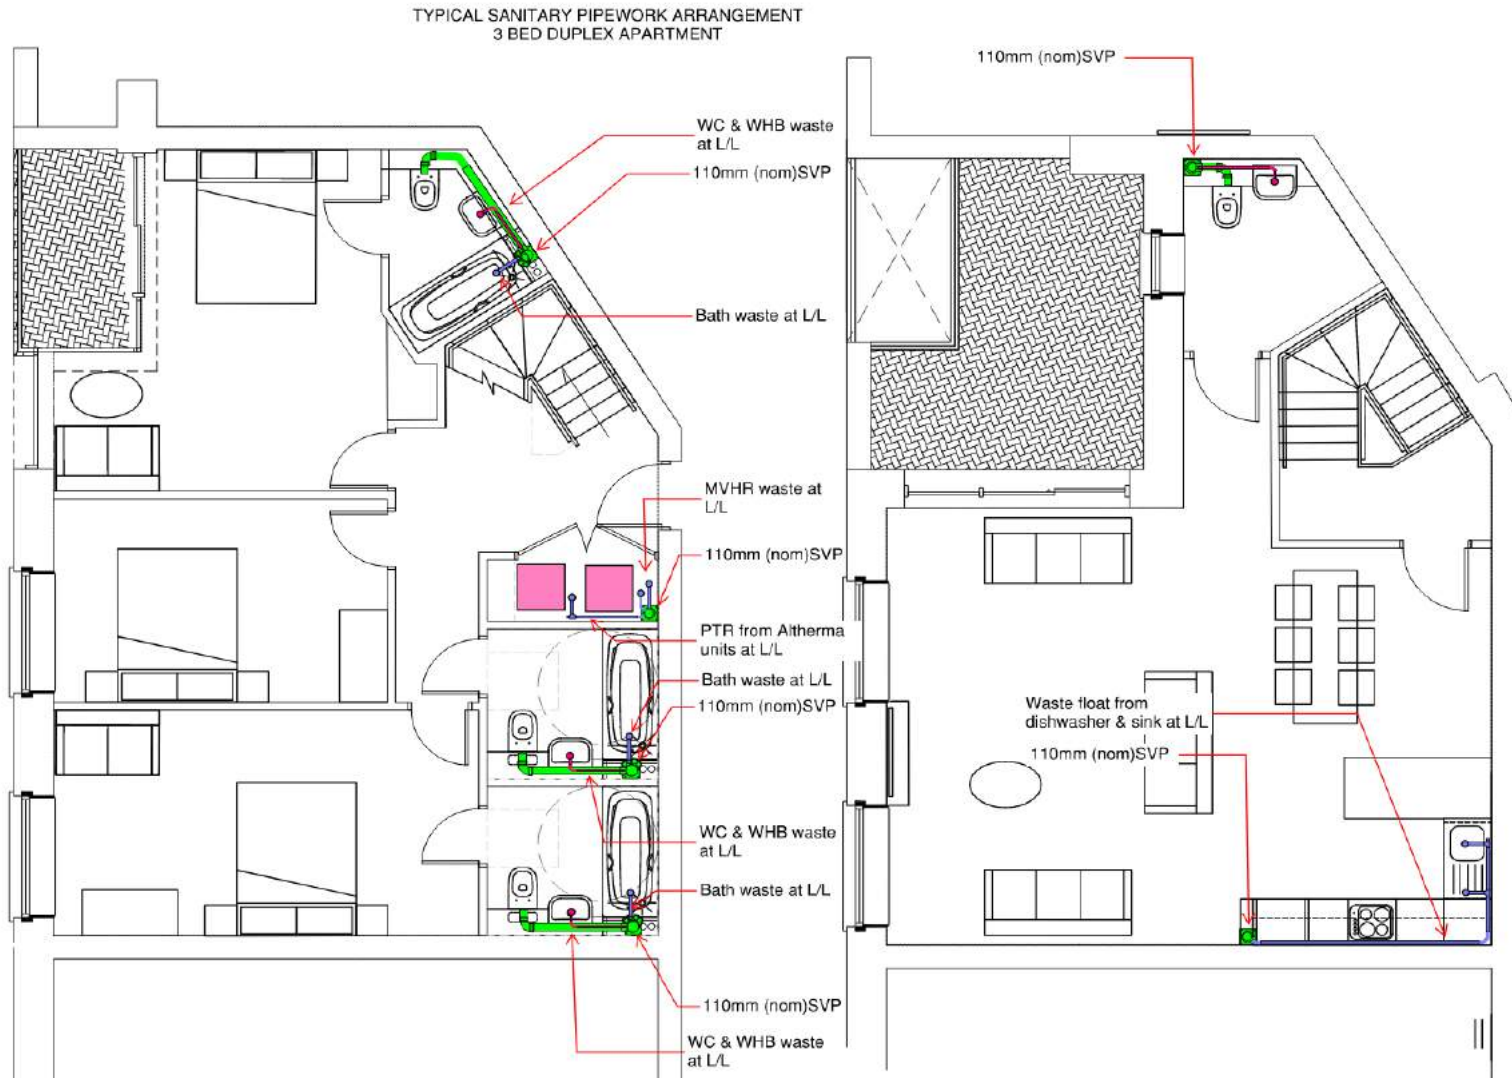 TYPICAL SANITARY PIPEWORK ARRANGEMENT
3 BED DUPLEX APARTMENT
110mm (nom)SVP
WC & WHB waste
at L/L
110mm (nom)SVP
Bath waste at L/L
MVHR waste at
L/L
110mm (nom)SVP
PTR from Altherma
units at L/L
Bath waste at L/L
110mm (nom)SVP
Waste float from
dishwasher & sink at L/L
110mm (nom)SVP
WC & WHB waste
at L/L
Bath waste at L/L
110mm (nom)SVP
WC & WHB waste
at L/L